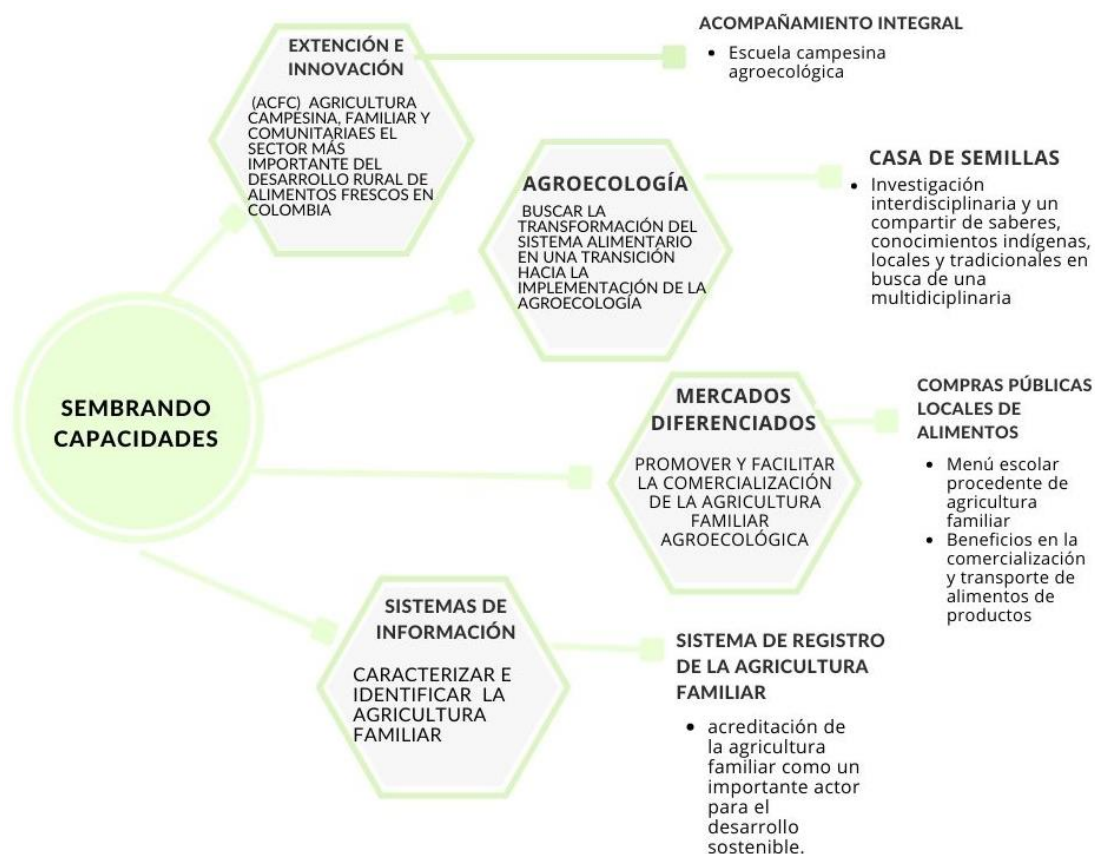 SEMBRANDO
CAPACIDADES
EXTENCIÓN E
INNOVACIÓN
(ACFC) AGRICULTURA
CAMPESINA, FAMILIAR Y
COMUNITARIAES EL
SECTOR MÁS
IMPORTANTE DEL
DESARROLLO RURAL DE
ALIMENTOS FRESCOS EN
COLOMBIA
ACOMPAÑAMIENTO INTEGRAL
• Escuela campesina
agroecológica
AGROECOLOGÍA
BUSCAR LA
TRANSFORMACIÓN DEL
SISTEMA ALIMENTARIO
EN UNA TRANSICIÓN
HACIA LA
IMPLEMENTACIÓN DE LA
AGROECOLOGÍA
CASA DE SEMILLAS
• Investigación
interdisciplinaria y un
compartir de saberes,
conocimientos indígenas,
locales y tradicionales en
busca de una
multidiciplinaria
MERCADOS
DIFERENCIADOS
PROMOVER Y FACILITAR
LA COMERCIALIZACIÓN
DE LA AGRICULTURA
FAMILIAR
AGROECOLÓGICA
COMPRAS PÚBLICAS
LOCALES DE
ALIMENTOS
• Menú escolar
procedente de
agricultura
familiar
• Beneficios en la
comercialización
y transporte de
alimentos de
productos
SISTEMAS DE
INFORMACIÓN
CARACTERIZAR E
IDENTIFICAR LA
AGRICULTURA
FAMILIAR
SISTEMA DE REGISTRO
DE LA AGRICULTURA
FAMILIAR
• acreditación de
la agricultura
familiar como un
importante actor
para el
desarrollo
sostenible.